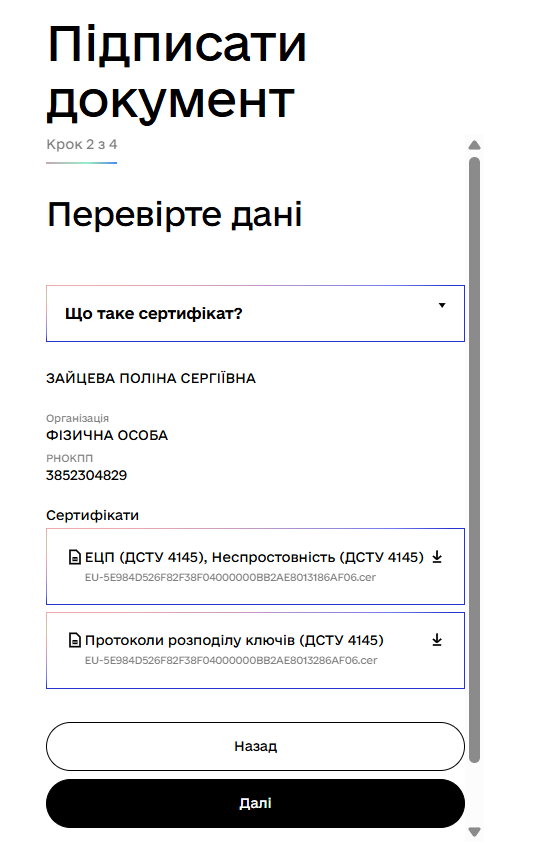 Підписати
документ
Крок 2 з 4
Перевірте дані
Що таке сертифікат?
ЗАЙЦЕВА ПОЛІНА СЕРГІЇВНА
Організація
ФІЗИЧНА ОСОБА
РНОКПП
3852304829
Сертифікати
ЕЦП (ДСТУ 4145), Неспростовність (ДСТУ 4145)
EU-5E984D526F82F38F04000000BB2AE8013186AF06.cer
Протоколи розподілу ключів (ДСТУ 4145)
EU-5E984D526F82F38F04000000BB2AE8013286AF06.cer
Назад
Далі